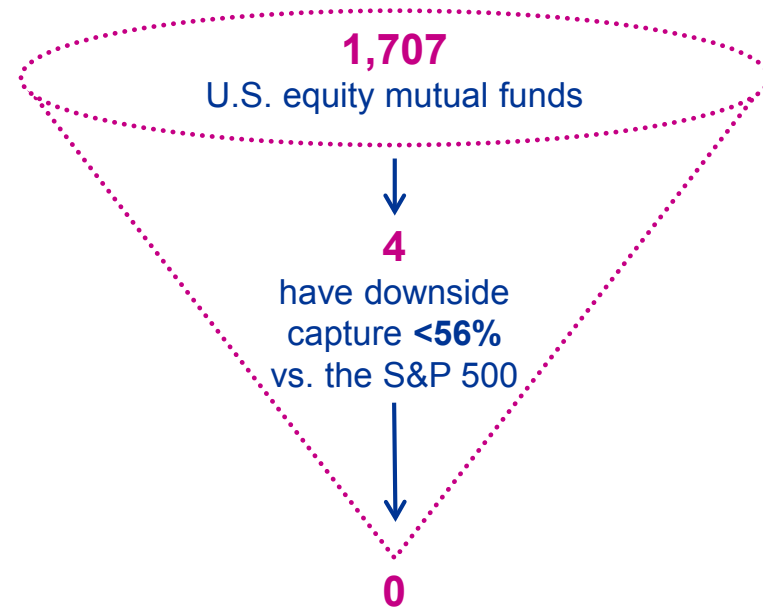 1,707
U.S. equity mutual funds
4
have downside
capture <56%
vs. the S&P 500
0